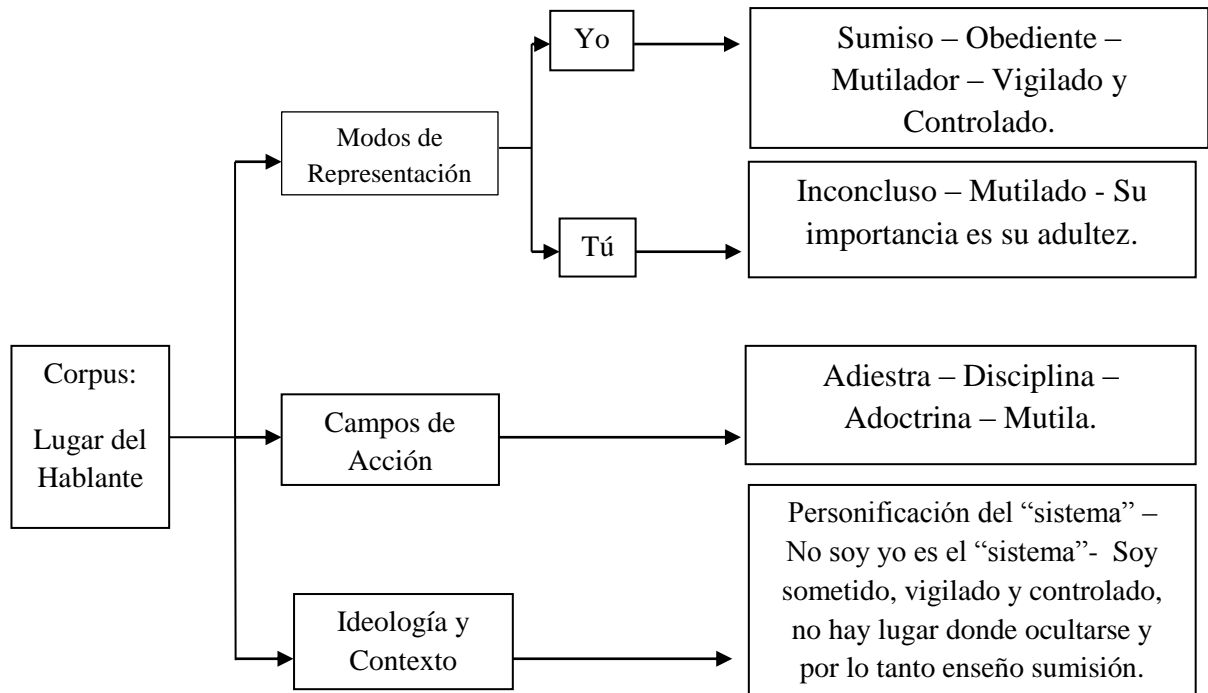 Yo
Sumiso – Obediente –
Mutilador – Vigilado y
Controlado.
Modos de
Representación
Inconcluso – Mutilado - Su
importancia es su adultez.
Tú
Corpus:
Lugar del
Hablante
Campos de
Acción
Adiestra – Disciplina –
Adoctrina – Mutila.
Ideología y
Contexto
Personificación del “sistema” –
No soy yo es el “sistema”- Soy
sometido, vigilado y controlado,
no hay lugar donde ocultarse y
por lo tanto enseño sumisión.